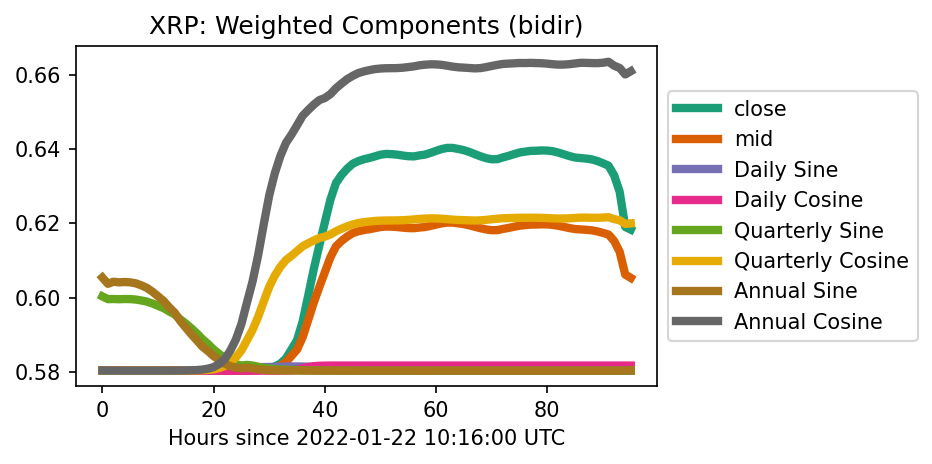 XRP: Weighted Components (bidir)
0.66
0.64
0.62
0.60
0.58
0
20
40
60
80
Hours since 2022-01-22 10:16:00 UTC
close
mid
Daily Sine
Daily Cosine
Quarterly Sine
Quarterly Cosine
Annual Sine
Annual Cosine